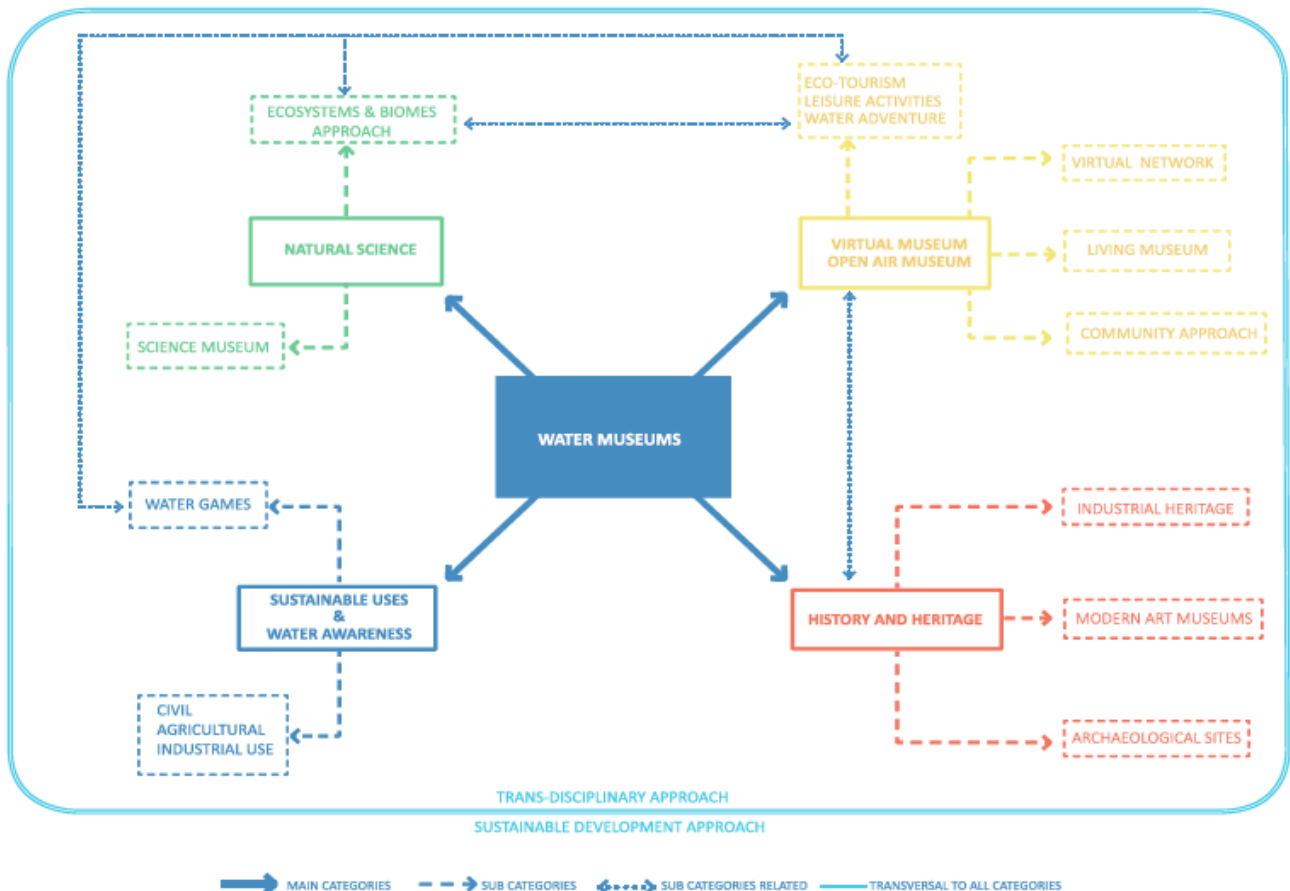 ECO-TOURISM
LEISURE ACTIVITIES
WATER ADVENTURE
ECOSYSTEMS & BIOMES
APPROACH
VIRTUAL NETWORK
NATURAL SCIENCE
VIRTUAL MUSEUM
OPEN AIR MUSEUM
LIVING MUSEUM
SCIENCE MUSEUM
COMMUNITY APPROACH
WATER MUSEUMS
WATER GAMES
INDUSTRIAL HERITAGE
SUSTAINABLE USES
&
WATER AWARENESS
HISTORY AND HERITAGE
MODERN ART MUSEUMS
CIVIL
AGRICULTURAL
INDUSTRIAL USE
ARCHAEOLOGICAL SITES
TRANS-DISCIPLINARY APPROACH
SUSTAINABLE DEVELOPMENT APPROACH
MAIN CATEGORIES
SUB CATEGORIES
SUB CATEGORIES RELATED
TRANSVERSAL TO ALL CATEGORIES